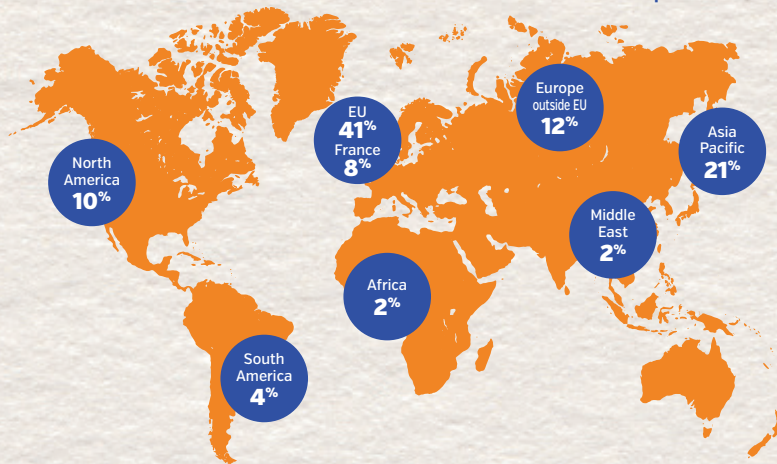 EU
41%
France
8%
Europe
outside EU
12%
Asia
Pacific
21%
North
America
10%
Middle
East
2%
Africa
2%
South
America
4%